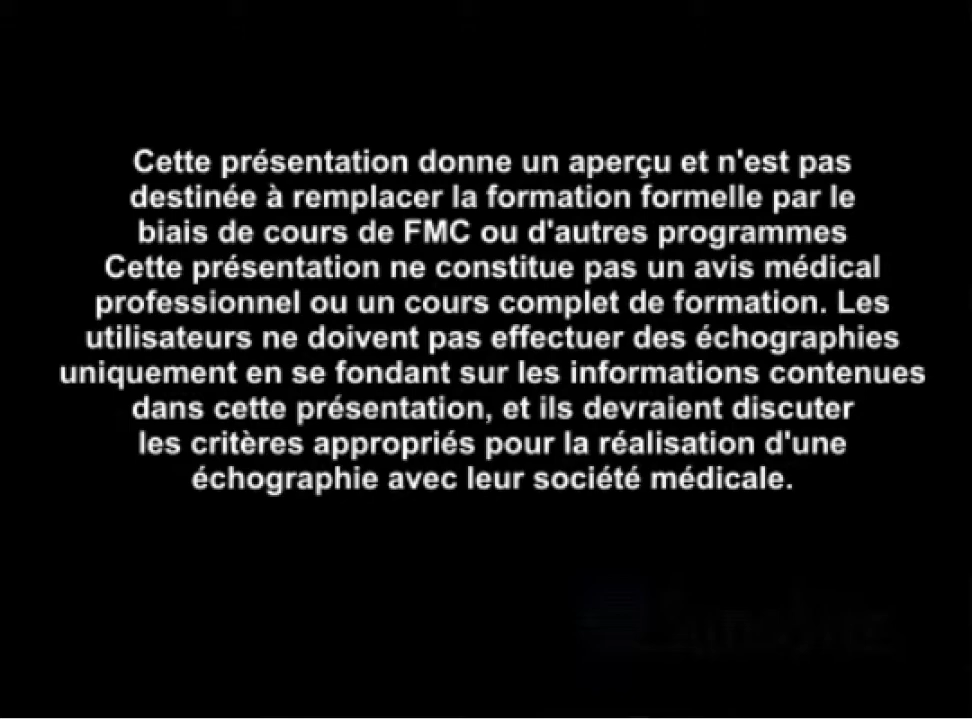 Cette présentation donne un aperçu et n'est pas
destinée à remplacer la formation formelle par le
biais de cours de FMC ou d'autres programmes
Cette présentation ne constitue pas un avis médical
professionnel ou un cours complet de formation. Les
utilisateurs ne doivent pas effectuer des échographies
uniquement en se fondant sur les informations contenues
dans cette présentation, et ils devraient discuter
les critères appropriés pour la réalisation d'une
échographie avec leur société médicale.